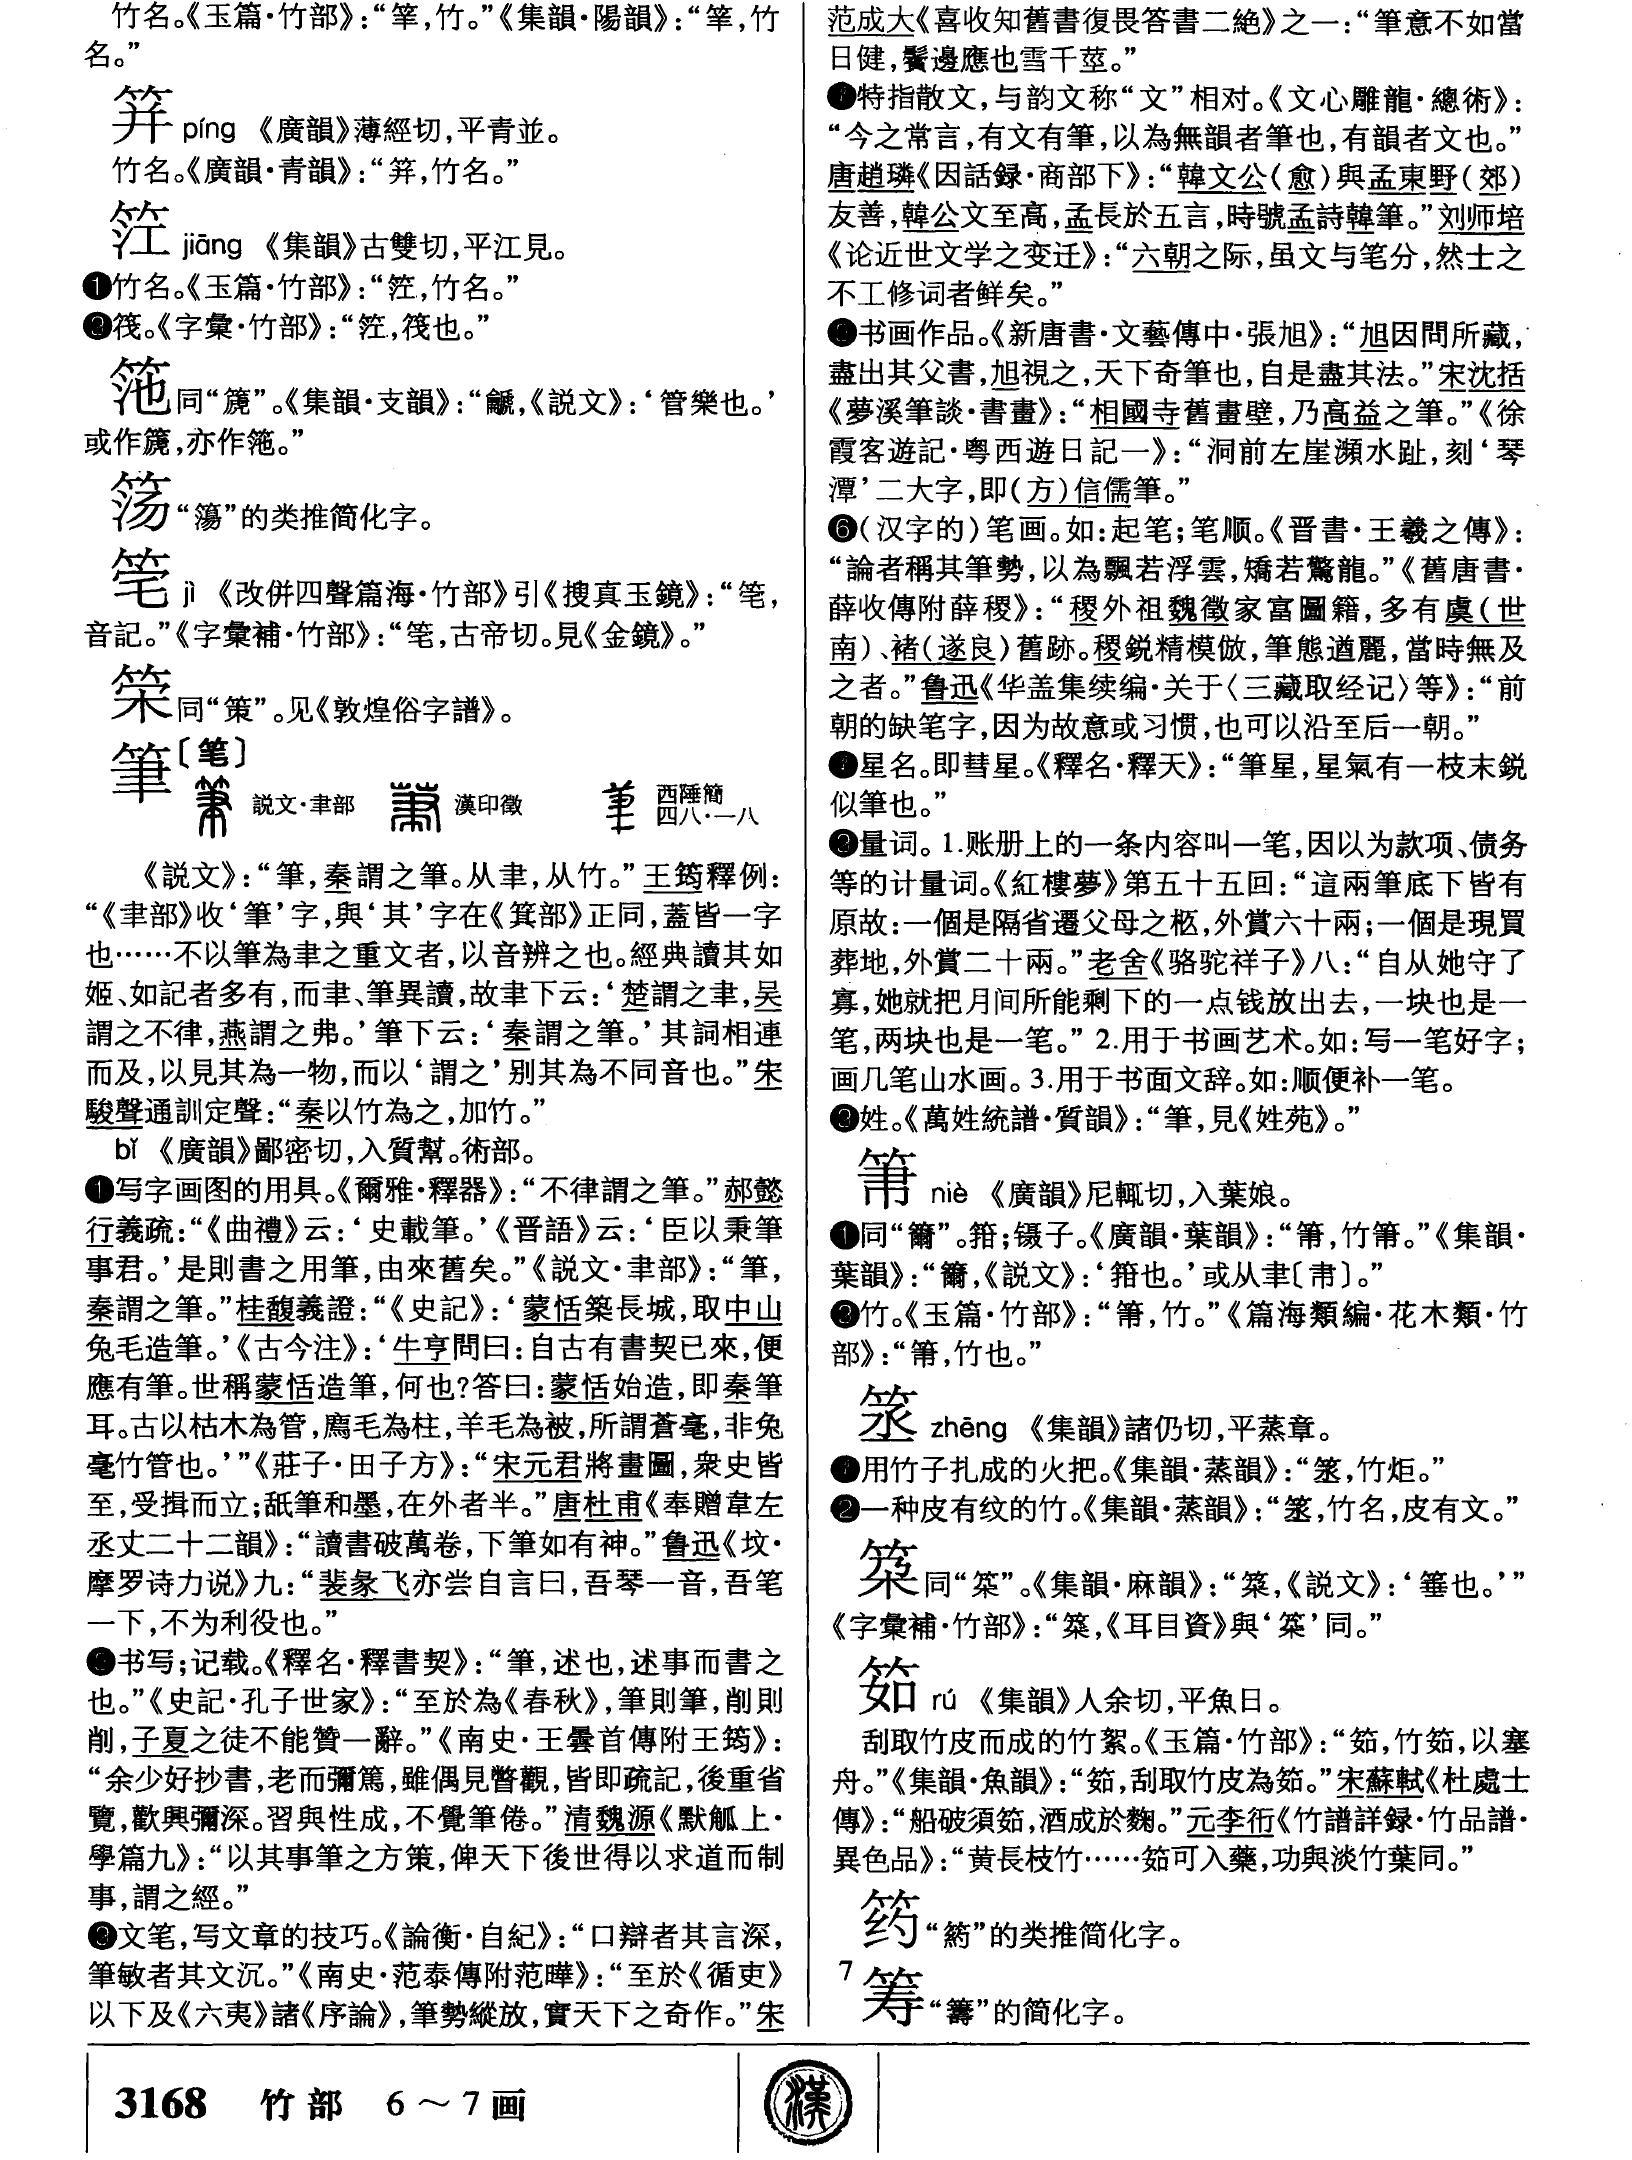 竹名。《玉篇·竹部》：“䇨，竹。”《集韻·陽韻》：“䇨，竹
名。”
笄 píng 《廣韻》薄經切，平青並。
竹名。《廣韻·青韻》：“笄，竹名。”
茳 jiāng 《集韻》古雙切，平江見。
❶竹名。《玉篇·竹部》：“䇨，竹名。”
❷筏。《字彙·竹部》：“䇨，筏也。”
同“篪”。《集韻·支韻》：“䶵，《説文》：‘管樂也。’
或作篪，亦作筂。”
筜“簜”的类推简化字。
笔 jì 《改併四聲篇海·竹部》引《搜真玉鏡》：“笔，
音記。”《字彙補·竹部》：“笔，古帝切。見《金鏡》。”
同“策”。见《敦煌俗字譜》。
筆〔笔〕
説文·聿部 漢印徵 西陲簡四八·一八
《説文》：“筆，秦謂之筆。从聿，从竹。”王筠釋例：
“《聿部》收‘筆’字，與‘其’字在《箕部》正同，蓋皆一字
也……不以筆為聿之重文者，以音辨之也。經典讀其如
姬、如記者多有，而聿、筆異讀，故聿下云：‘楚謂之聿，吴
謂之不律，燕謂之弗。’筆下云：‘秦謂之筆。’其詞相連
而及，以見其為一物，而以‘謂之’别其為不同音也。”朱
駿聲通訓定聲：“秦以竹為之，加竹。”
bǐ 《廣韻》鄙密切，入質幫。術部。
❶写字画图的用具。《爾雅·釋器》：“不律謂之筆。”郝懿
行義疏：“《曲禮》云：‘史載筆。’《晋語》云：‘臣以秉筆
事君。’是則書之用筆，由來舊矣。”《説文·聿部》：“筆，
秦謂之筆。”桂馥義證：“《史記》：‘蒙恬築長城，取中山
兔毛造筆。’《古今注》：‘牛亨問曰：自古有書契已來，便
應有筆。世稱蒙恬造筆，何也？答曰：蒙恬始造，即秦筆
耳。古以枯木為管，鹿毛為柱，羊毛為被，所謂蒼毫，非兔
毫竹管也。’”《莊子·田子方》：“宋元君將畫圖，衆史皆
至，受揖而立；舐筆和墨，在外者半。”唐杜甫《奉贈韋左
丞丈二十二韻》：“讀書破萬卷，下筆如有神。”鲁迅《坟·
摩罗诗力说》九：“裴彖飞亦尝自言曰，吾琴一音，吾笔
一下，不为利役也。”
❷书写；记载。《釋名·釋書契》：“筆，述也，述事而書之
也。”《史記·孔子世家》：“至於為《春秋》，筆則筆，削則
削，子夏之徒不能贊一辭。”《南史·王曇首傳附王筠》：
“余少好抄書，老而彌篤，雖偶見瞥觀，皆即疏記，後重省
覽，歡興彌深。習與性成，不覺筆倦。”清魏源《默觚上·
學篇九》：“以其事筆之方策，俾天下後世得以求道而制
事，謂之經。”
❸文笔，写文章的技巧。《論衡·自紀》：“口辯者其言深，
筆敏者其文沉。”《南史·范泰傳附范曄》：“至於《循吏》
以下及《六夷》諸《序論》，筆勢縱放，實天下之奇作。”宋
范成大《喜收知舊書復畏答書二絶》之一：“筆意不如當
日健，鬢邊應也雪千莖。”
❹特指散文，与韵文称“文”相对。《文心雕龍·總術》：
“今之常言，有文有筆，以為無韻者筆也，有韻者文也。”
唐趙璘《因話録·商部下》：“韓文公（愈）與孟東野（郊）
友善，韓公文至高，孟長於五言，時號孟詩韓筆。”刘师培
《论近世文学之变迁》：“六朝之际，虽文与笔分，然士之
不工修词者鲜矣。”
❺书画作品。《新唐書·文藝傳中·張旭》：“旭因問所藏，
盡出其父書，旭視之，天下奇筆也，自是盡其法。”宋沈括
《夢溪筆談·書畫》：“相國寺舊畫壁，乃高益之筆。”《徐
霞客遊記·粤西遊日記一》：“洞前左崖瀕水趾，刻‘琴
潭’二大字，即（方）信儒筆。”
❻（汉字的）笔画。如：起笔；笔顺。《晋書·王羲之傳》：
“論者稱其筆勢，以為飄若浮雲，矯若驚龍。”《舊唐書·
薛收傳附薛稷》：“稷外祖魏徵家富圖籍，多有虞（世
南）、褚（遂良）舊跡。稷鋭精模倣，筆態遒麗，當時無及
之者。”鲁迅《华盖集续编·关于〈三藏取经记〉等》：“前
朝的缺笔字，因为故意或习惯，也可以沿至后一朝。”
❼星名。即彗星。《釋名·釋天》：“筆星，星氣有一枝末鋭
似筆也。”
❽量词。1.账册上的一条内容叫一笔，因以为款项、债务
等的计量词。《紅樓夢》第五十五回：“這兩筆底下皆有
原故：一個是隔省遷父母之柩，外賞六十兩；一個是現買
葬地，外賞二十兩。”老舍《骆驼祥子》八：“自从她守了
寡，她就把月间所能剩下的一点钱放出去，一块也是一
笔，两块也是一笔。” 2.用于书画艺术。如：写一笔好字；
画几笔山水画。3.用于书面文辞。如：顺便补一笔。
❾姓。《萬姓統譜·質韻》：“筆，見《姓苑》。”
niè 《廣韻》尼輒切，入葉娘。
❶同“籋”。箝；镊子。《廣韻·葉韻》：“䇣，竹䇣。”《集韻·
葉韻》：“籋，《説文》：‘箝也。’或从聿〔帇〕。”
❷竹。《玉篇·竹部》：“䇣，竹。”《篇海類編·花木類·竹
部》：“䇣，竹也。”
zhēng 《集韻》諸仍切，平蒸章。
❶用竹子扎成的火把。《集韻·蒸韻》：“䇰，竹炬。”
❷一种皮有纹的竹。《集韻·蒸韻》：“䇰，竹名，皮有文。”
同“簻”。《集韻·麻韻》：“簻，《説文》：‘箠也。’”
《字彙補·竹部》：“䈑，《耳目資》與‘簻’同。”
筎 rú 《集韻》人余切，平魚日。
刮取竹皮而成的竹絮。《玉篇·竹部》：“筎，竹筎，以塞
舟。”《集韻·魚韻》：“筎，刮取竹皮為筎。”宋蘇軾《杜處士
傳》：“船破須筎，酒成於麴。”元李衎《竹譜詳録·竹品譜·
異色品》：“黄長枝竹……筎可入藥，功與淡竹葉同。”
筊“葯”的类推简化字。
7
筹“籌”的简化字。
3168 竹部 6～7画
漢